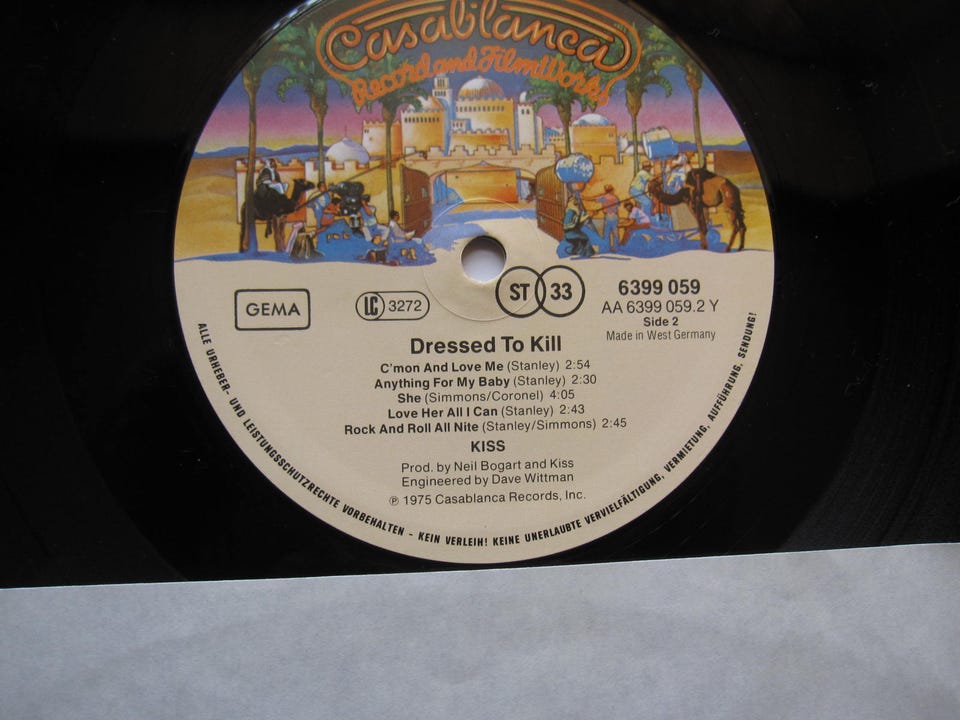 Casablanca
Record and FilmWorks
GEMA
LC 3272
ST 33
6399 059
AA 6399 059.2 Y
Side 2
Made in West Germany
Dressed To Kill
C'mon And Love Me (Stanley) 2:54
Anything For My Baby (Stanley) 2:30
She (Simmons/Coronel) 4:05
Love Her All I Can (Stanley) 2:43
Rock And Roll All Nite (Stanley/Simmons) 2:45
KISS
Prod. by Neil Bogart and Kiss
Engineered by Dave Wittman
℗ 1975 Casablanca Records, Inc.
ALLE URHEBER- UND LEISTUNGSSCHUTZRECHTE VORBEHALTEN - KEIN VERLEIH! KEINE UNERLAUBTE VERVIELFÄLTIGUNG, VERMIETUNG, AUFFÜHRUNG, SENDUNG!